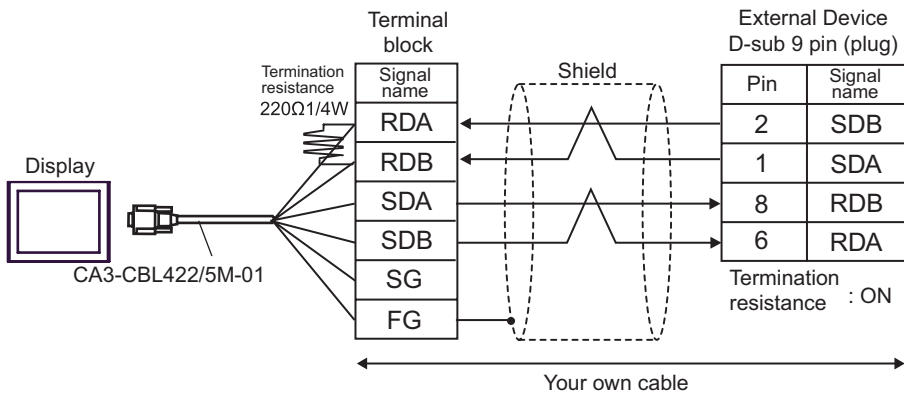 Terminal
block
External Device
D-sub 9 pin (plug)
Termination
resistance
220Ω1/4W
Signal
name
Shield
Pin
Signal
name
RDA
2
SDB
RDB
1
SDA
Display
SDA
8
RDB
SDB
6
RDA
CA3-CBL422/5M-01
SG
Termination
resistance : ON
FG
Your own cable